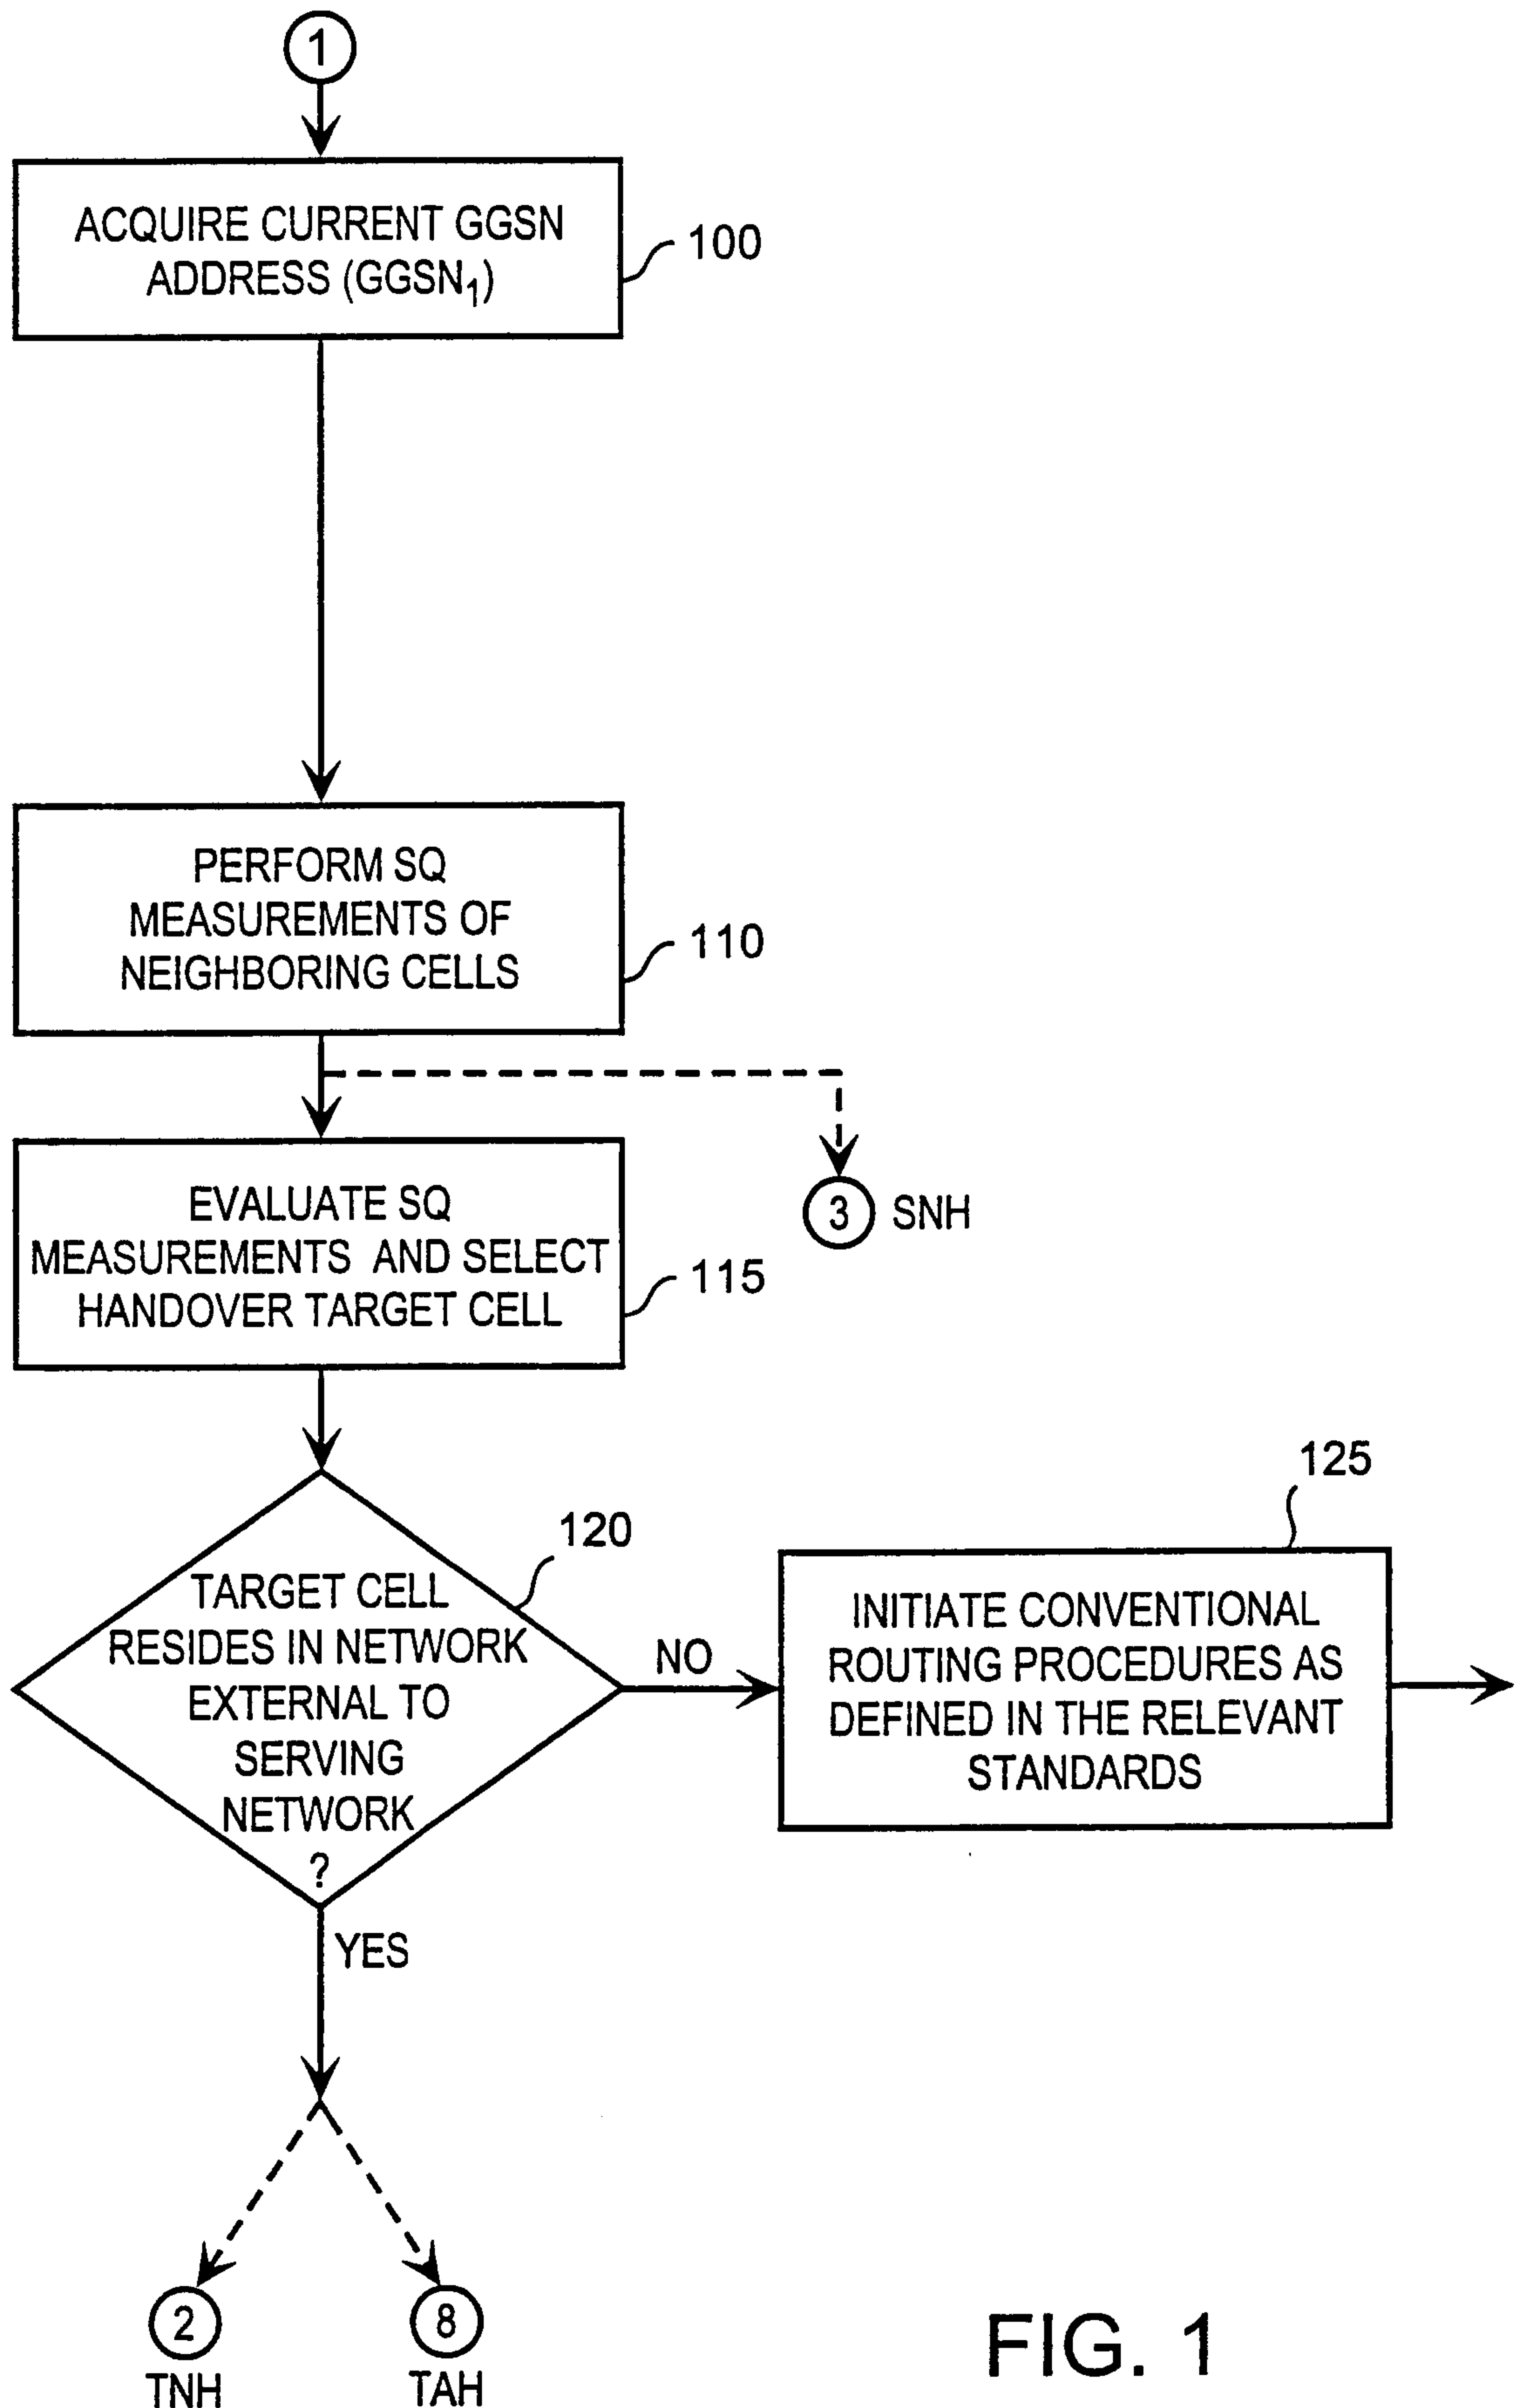 1
ACQUIRE CURRENT GGSN
ADDRESS (GGSN1)
100
PERFORM SQ
MEASUREMENTS OF
NEIGHBORING CELLS
110
EVALUATE SQ
MEASUREMENTS AND SELECT
HANDOVER TARGET CELL
115
3 SNH
120
TARGET CELL
RESIDES IN NETWORK
EXTERNAL TO
SERVING
NETWORK
?
NO
125
INITIATE CONVENTIONAL
ROUTING PROCEDURES AS
DEFINED IN THE RELEVANT
STANDARDS
YES
2
TNH
8
TAH
FIG. 1